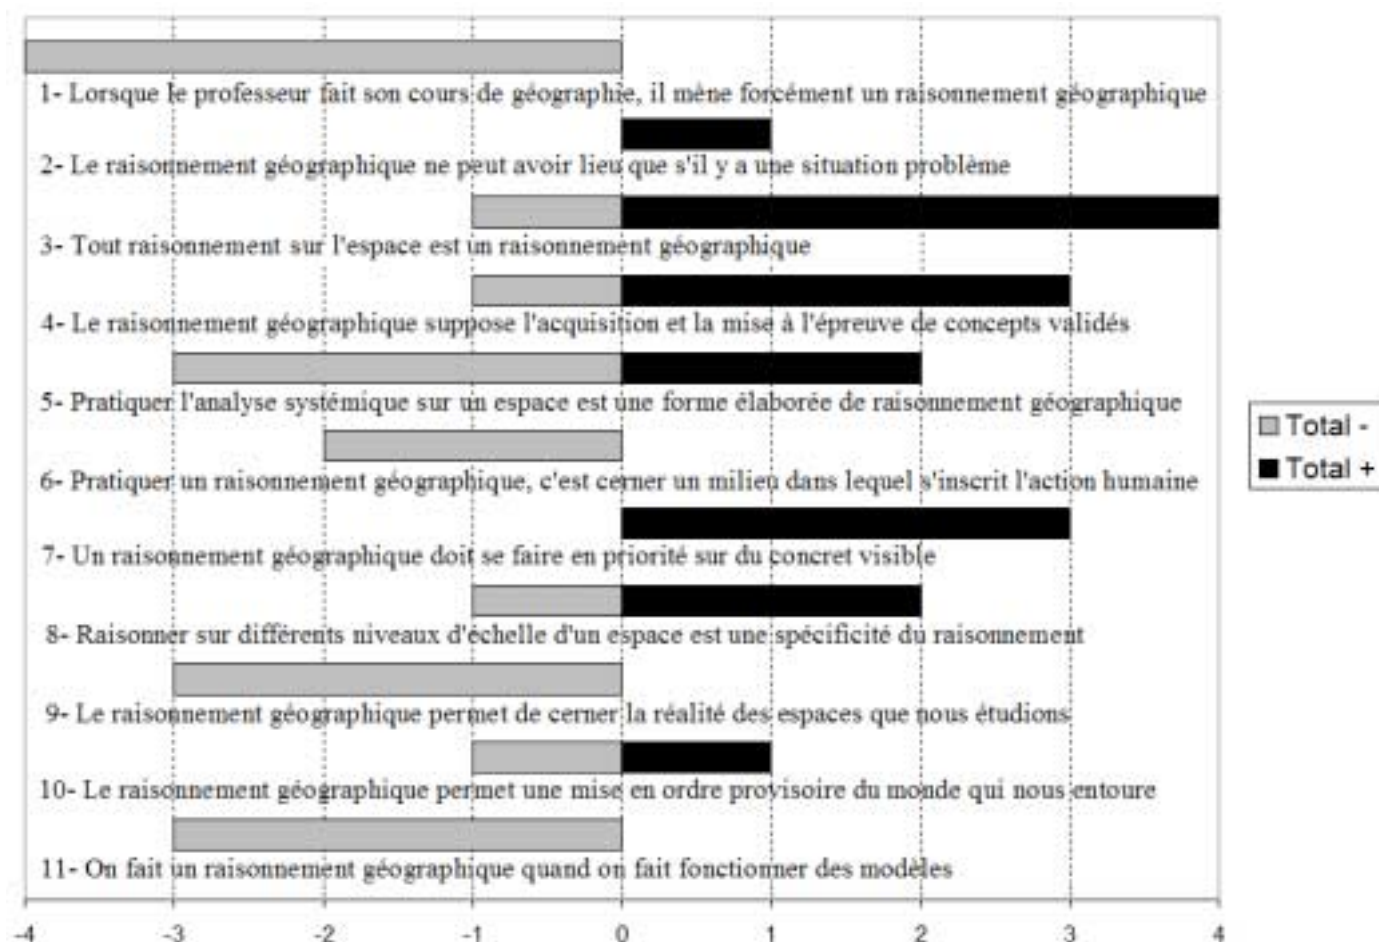 1- Lorsque le professeur fait son cours de géographie, il mène forcément un raisonnement géographique
2- Le raisonnement géographique ne peut avoir lieu que s'il y a une situation problème
3- Tout raisonnement sur l'espace est un raisonnement géographique
4- Le raisonnement géographique suppose l'acquisition et la mise à l'épreuve de concepts validés
5- Pratiquer l'analyse systémique sur un espace est une forme élaborée de raisonnement géographique
6- Pratiquer un raisonnement géographique, c'est cerner un milieu dans lequel s'inscrit l'action humaine
7- Un raisonnement géographique doit se faire en priorité sur du concret visible
8- Raisonner sur différents niveaux d'échelle d'un espace est une spécificité du raisonnement
9- Le raisonnement géographique permet de cerner la réalité des espaces que nous étudions
10- Le raisonnement géographique permet une mise en ordre provisoire du monde qui nous entoure
11- On fait un raisonnement géographique quand on fait fonctionner des modèles
-4 -3 -2 -1 0 1 2 3 4
Total -
Total +